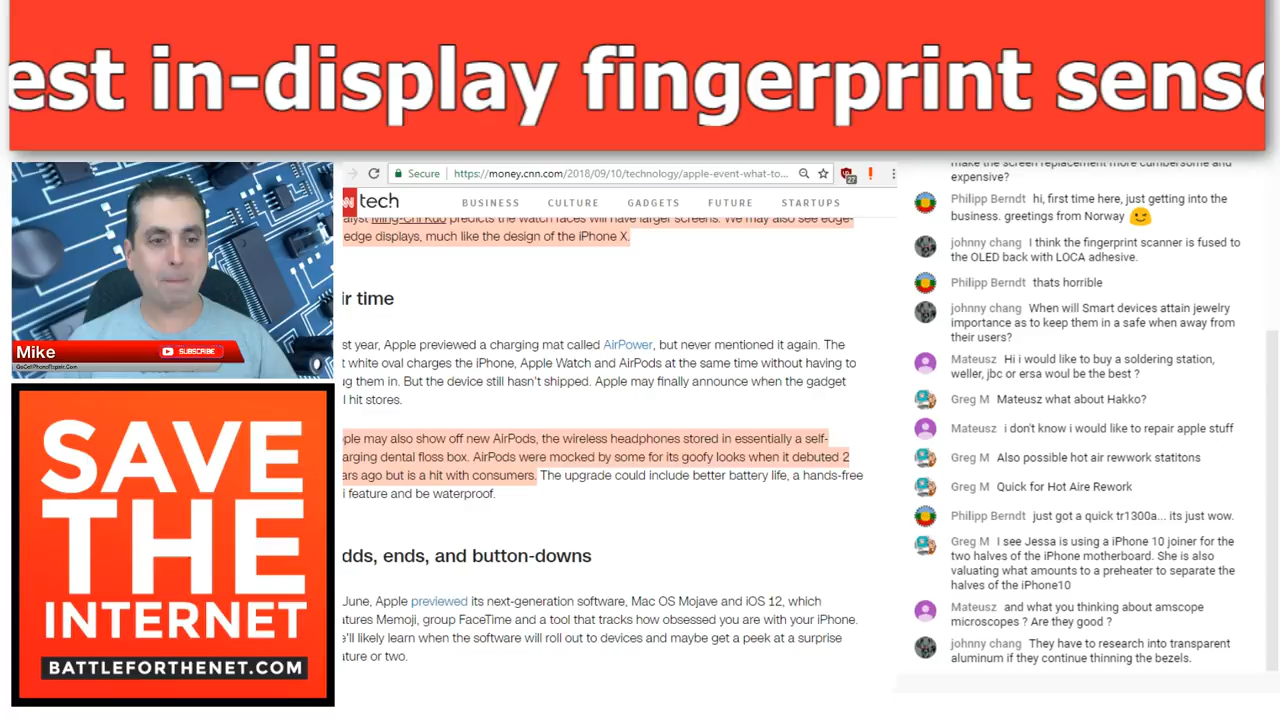 est in-display fingerprint senso
Mike
SUBSCRIBE
GoCellPhoneRepair.Com
SAVE
THE
INTERNET
BATTLEFORTHENET.COM
Secure
https://money.cnn.com/2018/09/10/technology/apple-event-what-to...
27
tech
BUSINESS CULTURE GADGETS FUTURE STARTUPS
alyst Ming-Chi Kuo predicts the watch faces will have larger screens. We may also see edge-
edge displays, much like the design of the iPhone X.
ir time
st year, Apple previewed a charging mat called AirPower, but never mentioned it again. The
t white oval charges the iPhone, Apple Watch and AirPods at the same time without having to
ug them in. But the device still hasn't shipped. Apple may finally announce when the gadget
l hit stores.
ple may also show off new AirPods, the wireless headphones stored in essentially a self-
arging dental floss box. AirPods were mocked by some for its goofy looks when it debuted 2
ars ago but is a hit with consumers. The upgrade could include better battery life, a hands-free
i feature and be waterproof.
dds, ends, and button-downs
June, Apple previewed its next-generation software, Mac OS Mojave and iOS 12, which
atures Memoji, group FaceTime and a tool that tracks how obsessed you are with your iPhone.
e'll likely learn when the software will roll out to devices and maybe get a peek at a surprise
ature or two.
make the screen replacement more cumbersome and
expensive?
Philipp Berndt hi, first time here, just getting into the
business. greetings from Norway
johnny chang I think the fingerprint scanner is fused to
the OLED back with LOCA adhesive.
Philipp Berndt thats horrible
johnny chang When will Smart devices attain jewelry
importance as to keep them in a safe when away from
their users?
Mateusz Hi i would like to buy a soldering station,
weller, jbc or ersa woul be the best ?
Greg M Mateusz what about Hakko?
Mateusz i don't know i would like to repair apple stuff
Greg M Also possible hot air rewwork statitons
Greg M Quick for Hot Aire Rework
Philipp Berndt just got a quick tr1300a... its just wow.
Greg M I see Jessa is using a iPhone 10 joiner for the
two halves of the iPhone motherboard. She is also
valuating what amounts to a preheater to separate the
halves of the iPhone10
Mateusz and what you thinking about amscope
microscopes ? Are they good ?
johnny chang They have to research into transparent
aluminum if they continue thinning the bezels.